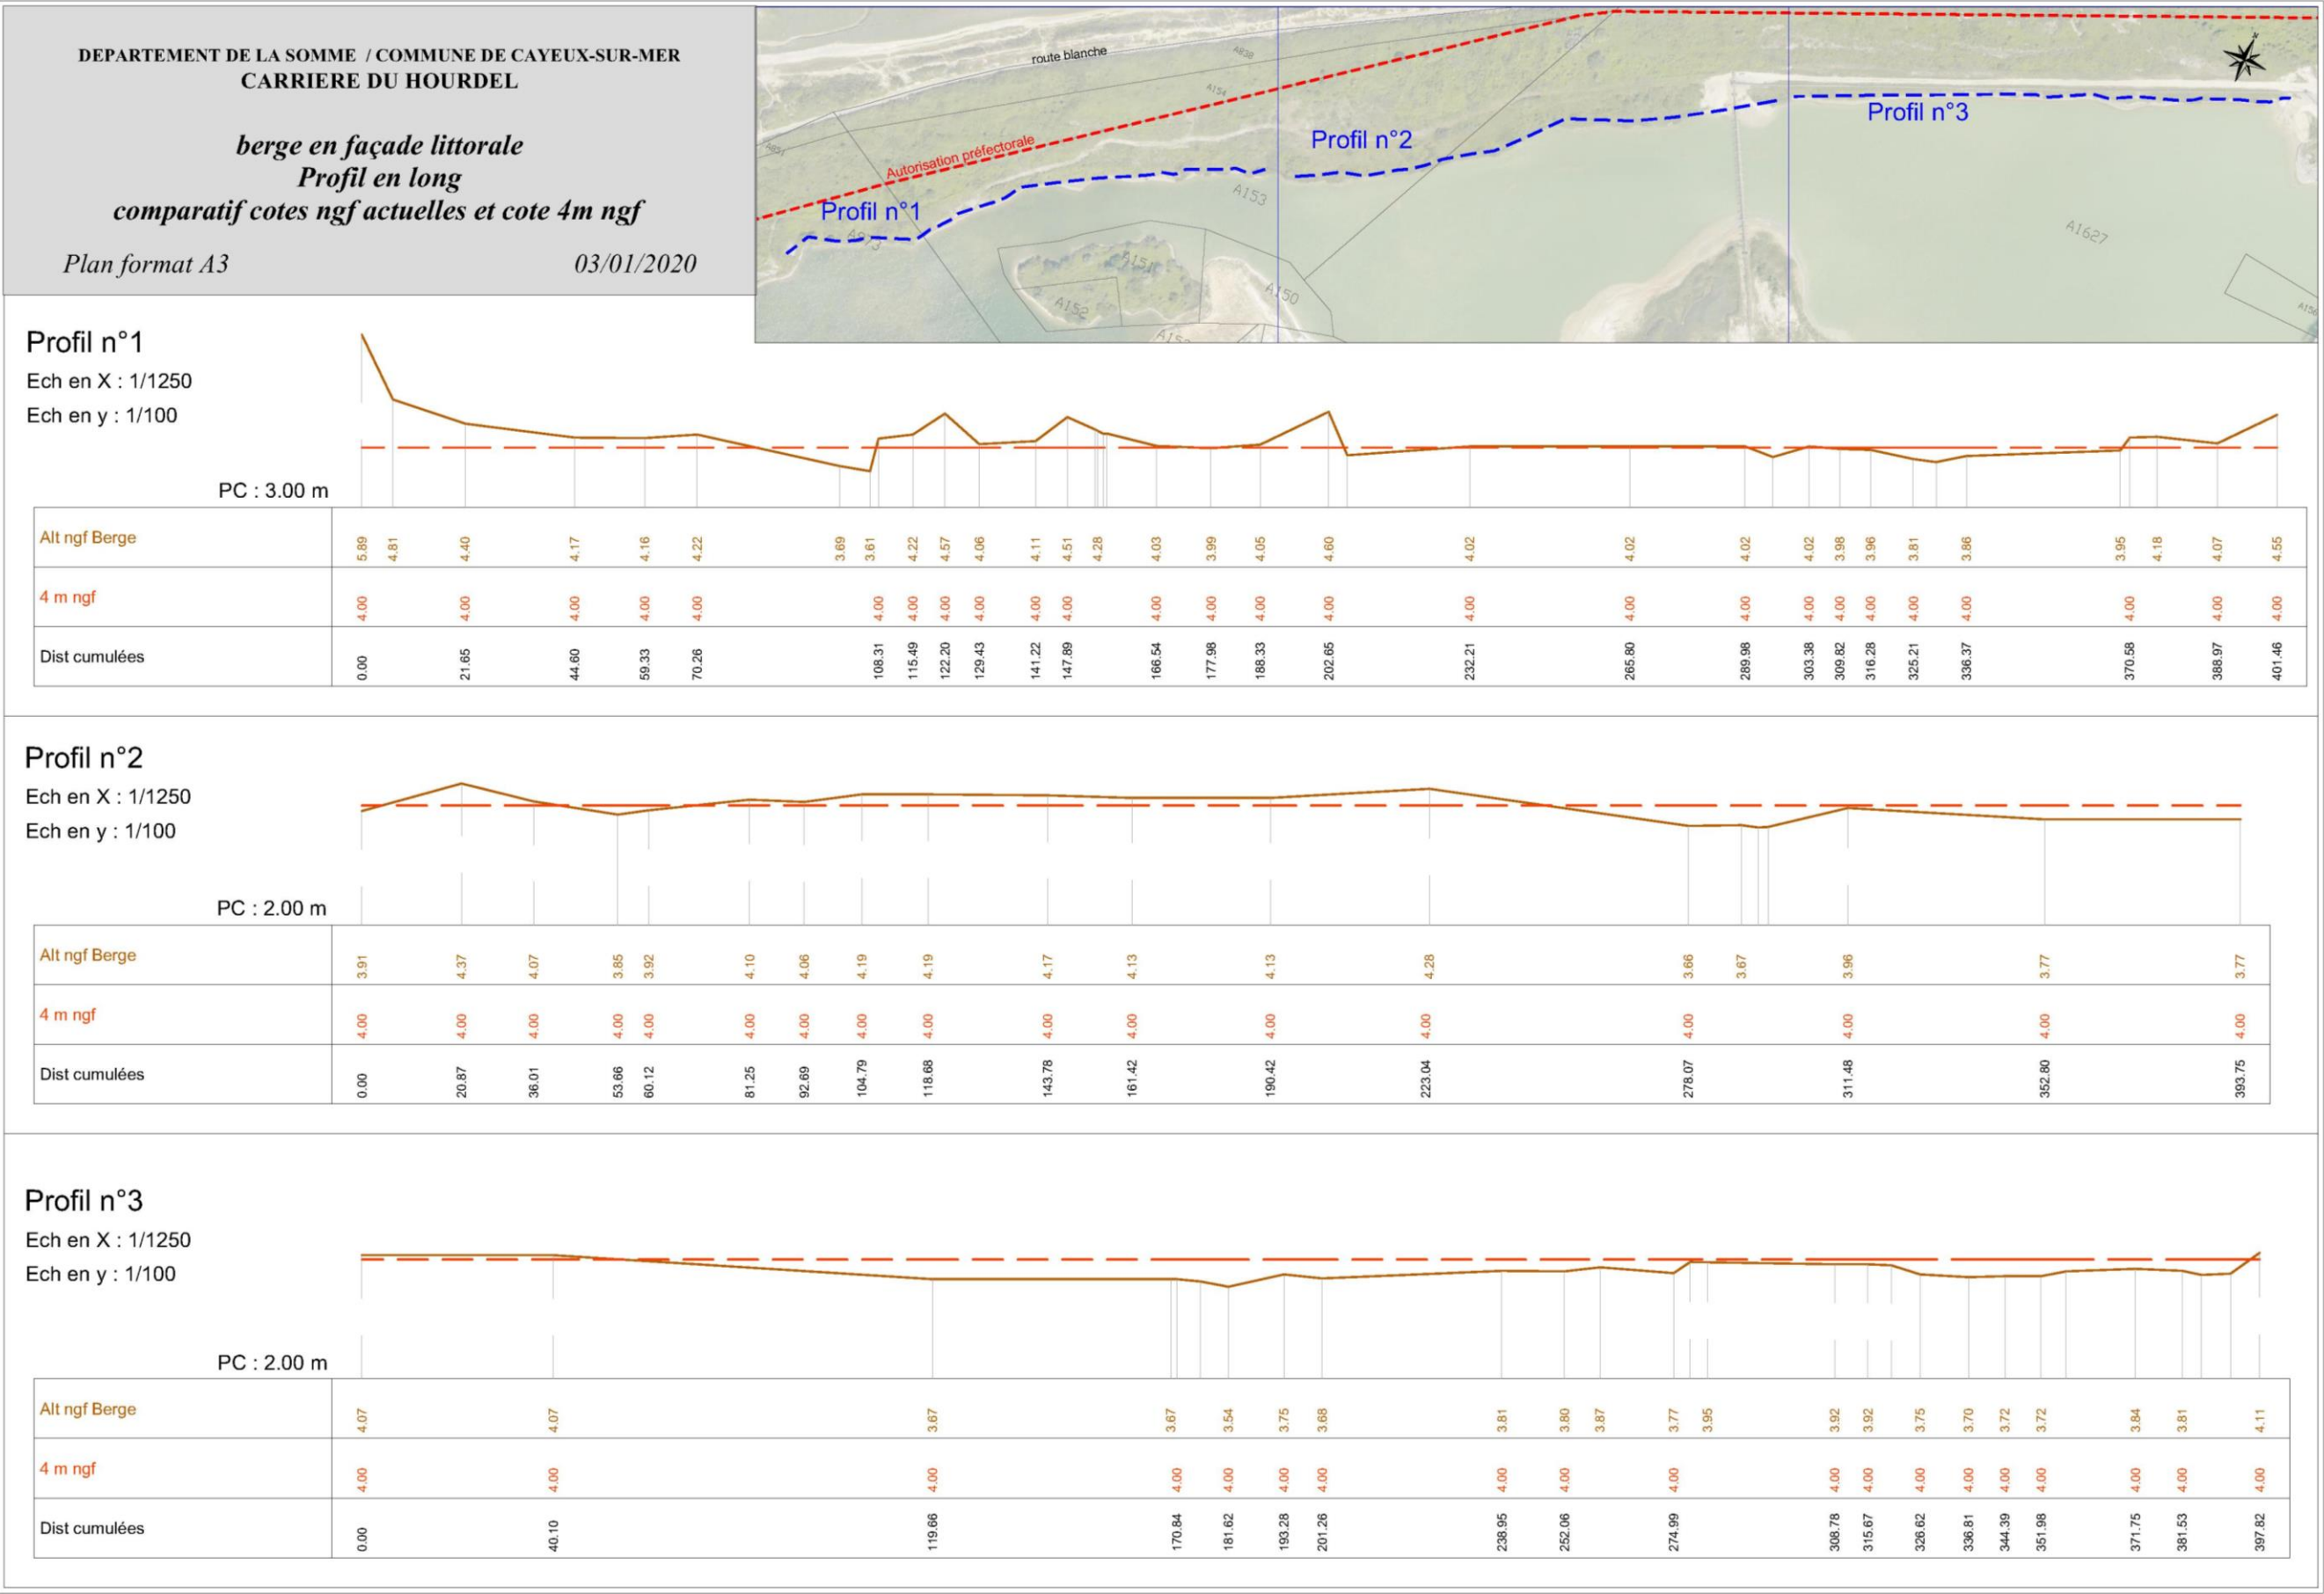 DEPARTEMENT DE LA SOMME / COMMUNE DE CAYEUX-SUR-MER
CARRIERE DU HOURDEL
berge en façade littorale
Profil en long
comparatif cotes ngf actuelles et cote 4m ngf
Plan format A3 03/01/2020
route blanche
A838
A154
Autorisation préfectorale
Profil n°1
Profil n°2
Profil n°3
A153
A151
A152
A150
A1627
Profil n°1
Ech en X : 1/1250
Ech en y : 1/100
PC : 3.00 m
Alt ngf Berge 5.89 4.81 4.40 4.17 4.16 4.22 3.69 3.61 4.22 4.57 4.06 4.11 4.51 4.28 4.03 3.99 4.05 4.60 4.02 4.02 4.02 4.02 3.98 3.96 3.81 3.86 3.95 4.18 4.07 4.55
4 m ngf 4.00 4.00 4.00 4.00 4.00 4.00 4.00 4.00 4.00 4.00 4.00 4.00 4.00 4.00 4.00 4.00 4.00 4.00 4.00 4.00 4.00 4.00 4.00 4.00 4.00 4.00
Dist cumulées 0.00 21.65 44.60 59.33 70.26 108.31 115.49 122.20 129.43 141.22 147.89 166.54 177.98 188.33 202.65 232.21 265.80 289.98 303.38 309.82 316.28 325.21 336.37 370.58 388.97 401.46
Profil n°2
Ech en X : 1/1250
Ech en y : 1/100
PC : 2.00 m
Alt ngf Berge 3.91 4.37 4.07 3.85 3.92 4.10 4.06 4.19 4.19 4.17 4.13 4.13 4.28 3.66 3.67 3.96 3.77 3.77
4 m ngf 4.00 4.00 4.00 4.00 4.00 4.00 4.00 4.00 4.00 4.00 4.00 4.00 4.00 4.00 4.00 4.00 4.00
Dist cumulées 0.00 20.87 36.01 53.66 60.12 81.25 92.69 104.79 118.68 143.78 161.42 190.42 223.04 278.07 311.48 352.80 393.75
Profil n°3
Ech en X : 1/1250
Ech en y : 1/100
PC : 2.00 m
Alt ngf Berge 4.07 4.07 3.67 3.67 3.54 3.75 3.68 3.81 3.80 3.87 3.77 3.95 3.92 3.92 3.75 3.70 3.72 3.72 3.84 3.81 4.11
4 m ngf 4.00 4.00 4.00 4.00 4.00 4.00 4.00 4.00 4.00 4.00 4.00 4.00 4.00 4.00 4.00 4.00 4.00 4.00 4.00
Dist cumulées 0.00 40.10 119.66 170.84 181.62 193.28 201.26 238.95 252.06 274.99 308.78 315.67 326.62 336.81 344.39 351.98 371.75 381.53 397.82